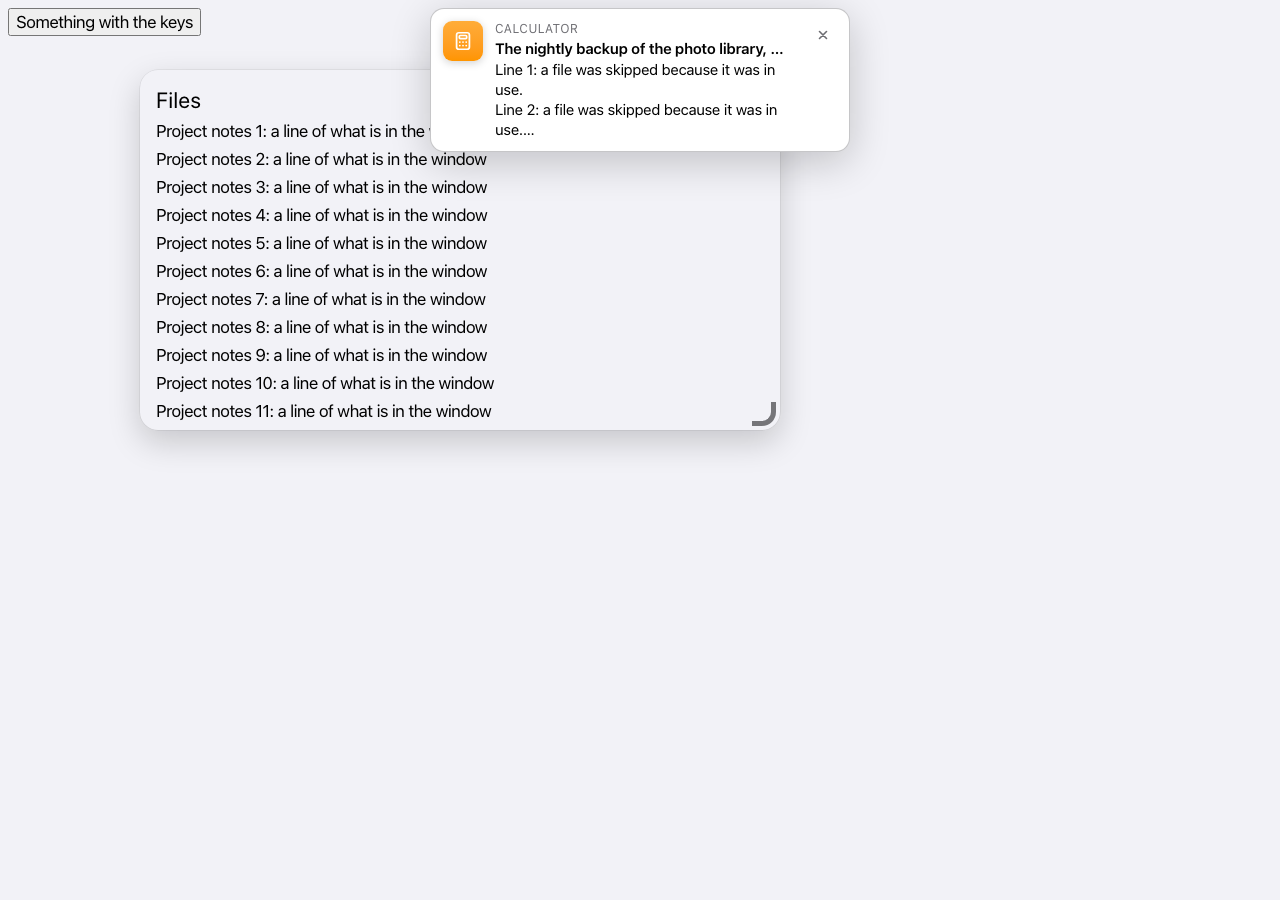 Something with the keys
CALCULATOR
The nightly backup of the photo library, ...
Line 1: a file was skipped because it was in
use.
Line 2: a file was skipped because it was in
use....
Files
Project notes 1: a line of what is in the
Project notes 2: a line of what is in the window
Project notes 3: a line of what is in the window
Project notes 4: a line of what is in the window
Project notes 5: a line of what is in the window
Project notes 6: a line of what is in the window
Project notes 7: a line of what is in the window
Project notes 8: a line of what is in the window
Project notes 9: a line of what is in the window
Project notes 10: a line of what is in the window
Project notes 11: a line of what is in the window